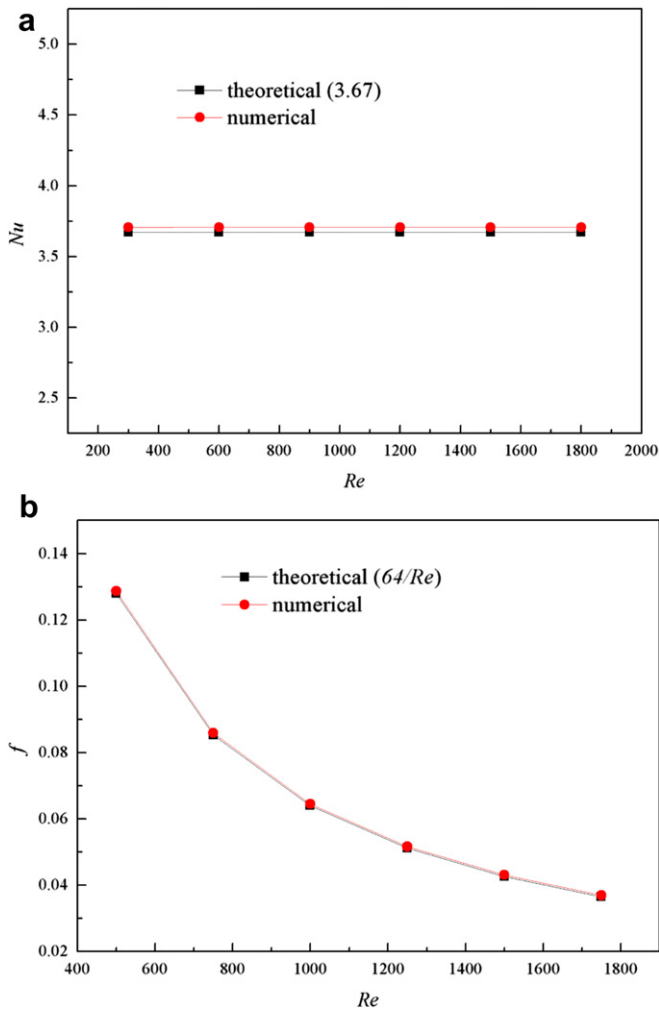 a
5.0
4.5
4.0
3.5
3.0
2.5
Nu
theoretical (3.67)
numerical
200 400 600 800 1000 1200 1400 1600 1800 2000
Re
b
0.14
0.12
0.10
0.08
0.06
0.04
0.02
f
theoretical (64/Re)
numerical
400 600 800 1000 1200 1400 1600 1800
Re